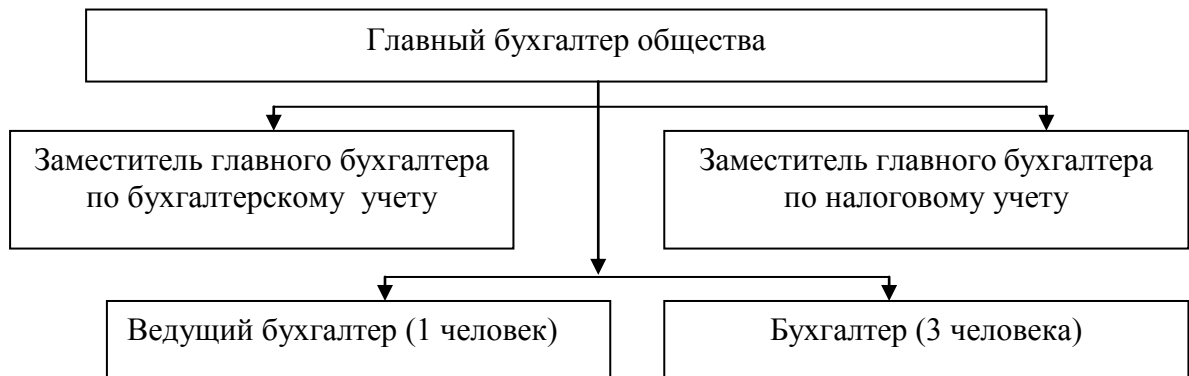 Главный бухгалтер общества
Заместитель главного бухгалтера
по бухгалтерскому учету
Заместитель главного бухгалтера
по налоговому учету
Ведущий бухгалтер (1 человек)
Бухгалтер (3 человека)